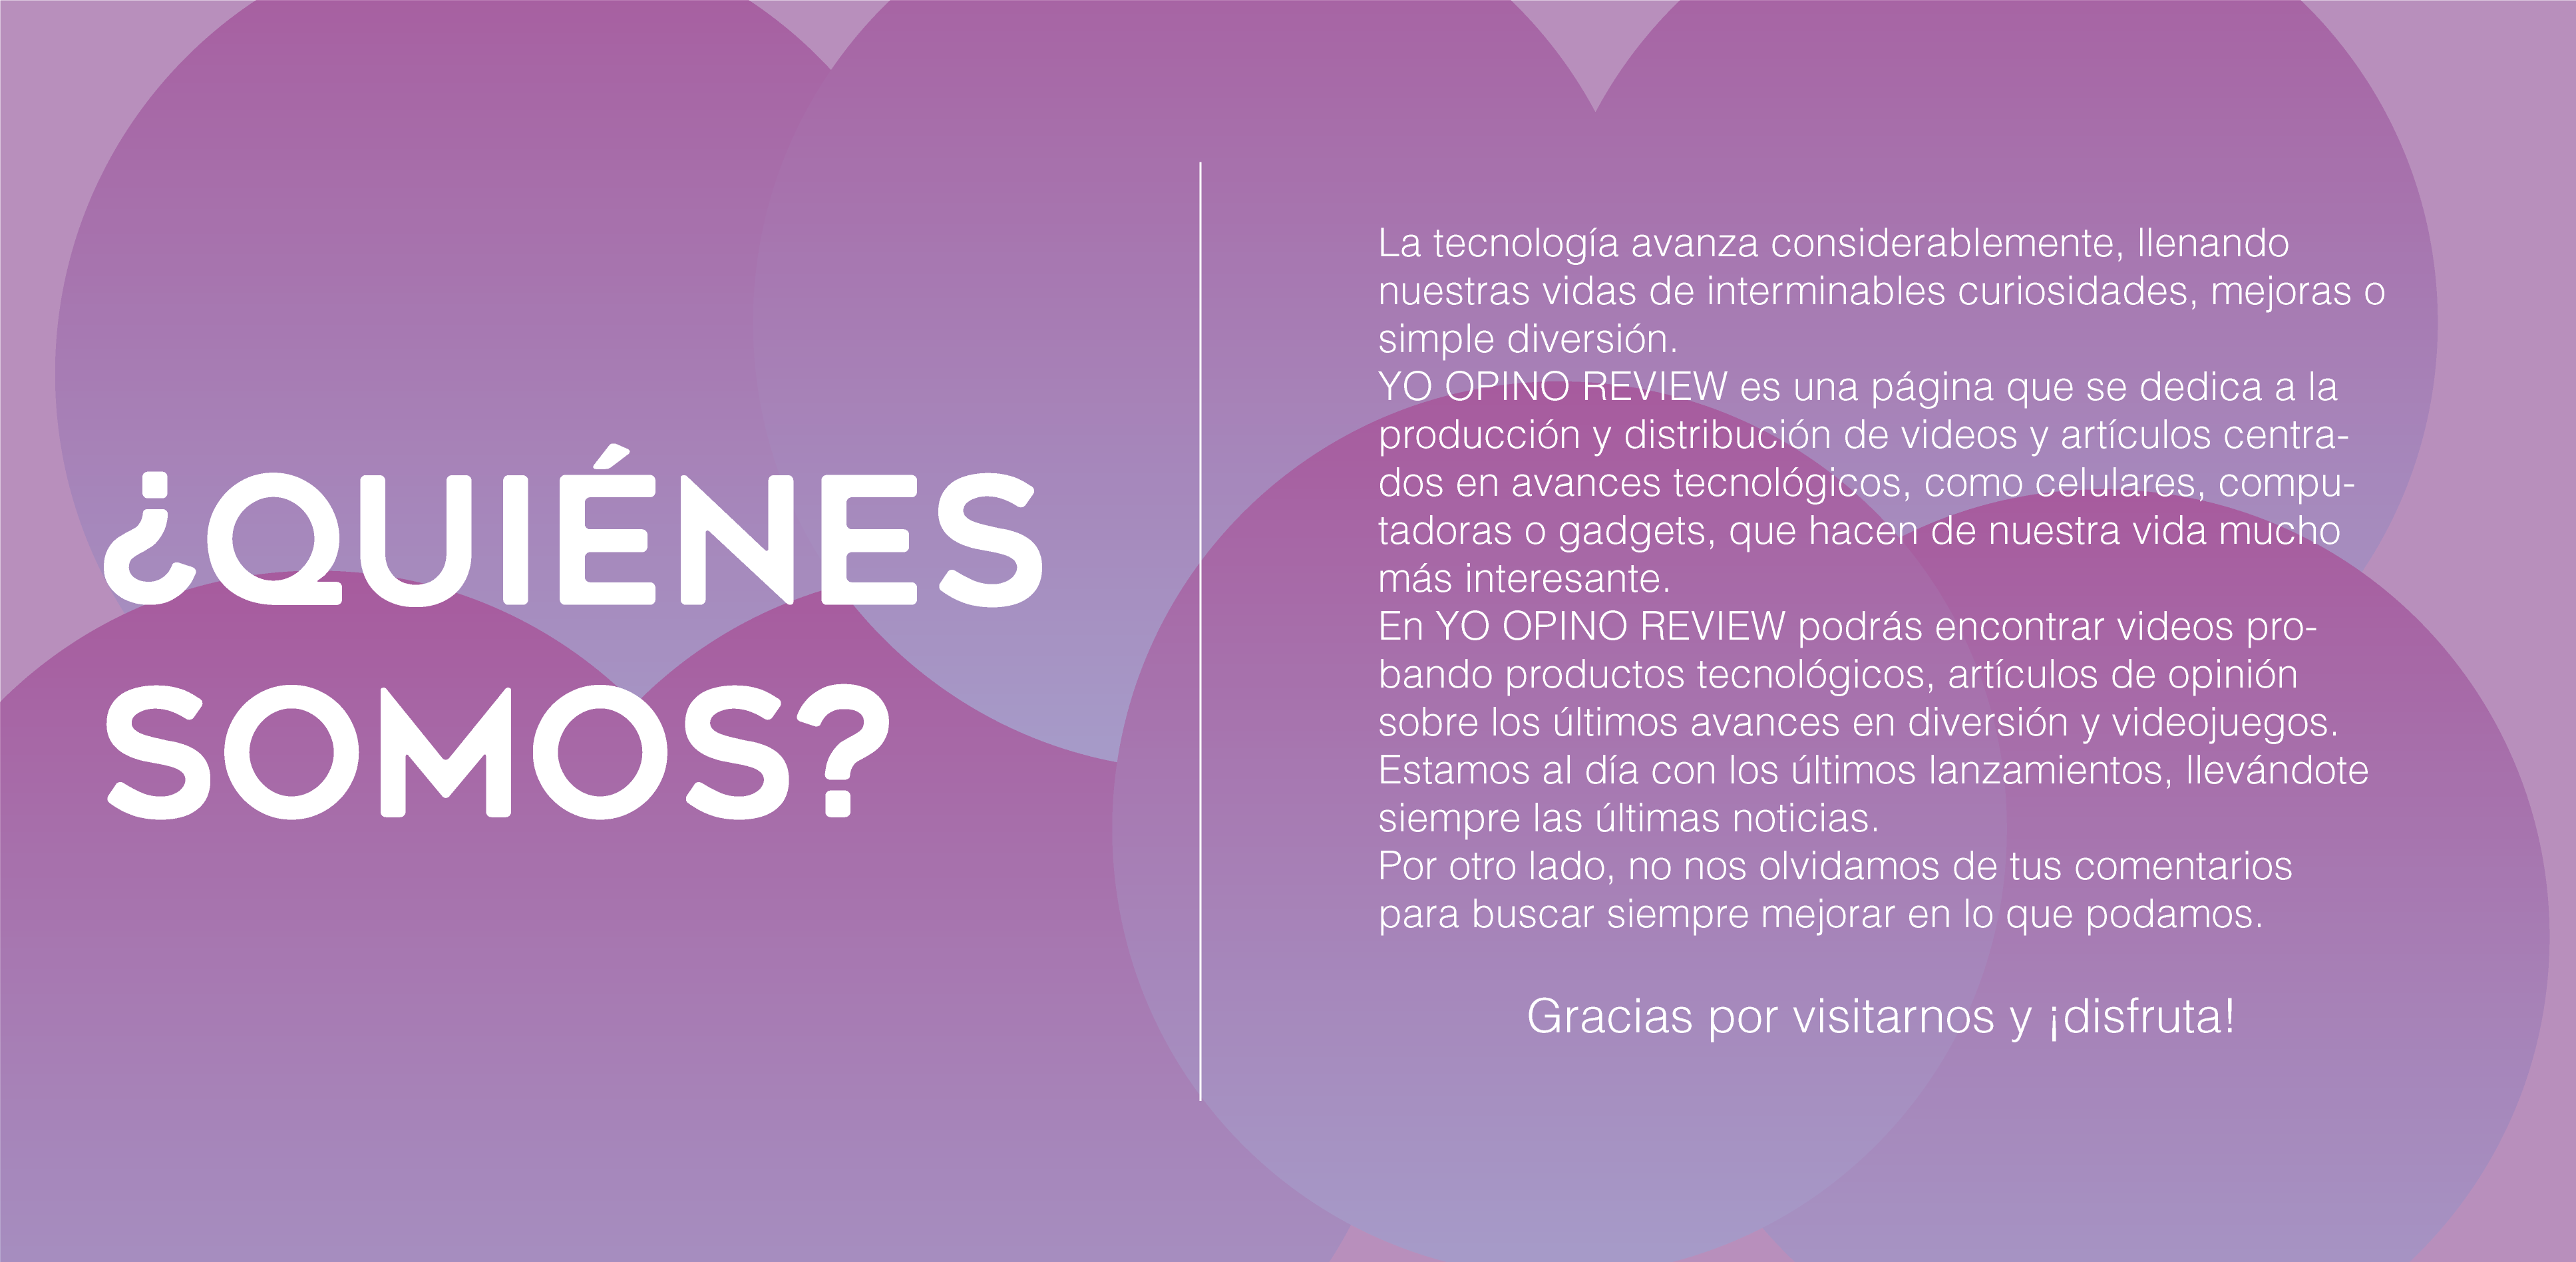 ¿QUIÉNES
SOMOS?
La tecnología avanza considerablemente, llenando
nuestras vidas de interminables curiosidades, mejoras o
simple diversión.
YO OPINO REVIEW es una página que se dedica a la
producción y distribución de videos y artículos centra-
dos en avances tecnológicos, como celulares, compu-
tadoras o gadgets, que hacen de nuestra vida mucho
más interesante.
En YO OPINO REVIEW podrás encontrar videos pro-
bando productos tecnológicos, artículos de opinión
sobre los últimos avances en diversión y videojuegos.
Estamos al día con los últimos lanzamientos, llevándote
siempre las últimas noticias.
Por otro lado, no nos olvidamos de tus comentarios
para buscar siempre mejorar en lo que podamos.
Gracias por visitarnos y ¡disfruta!